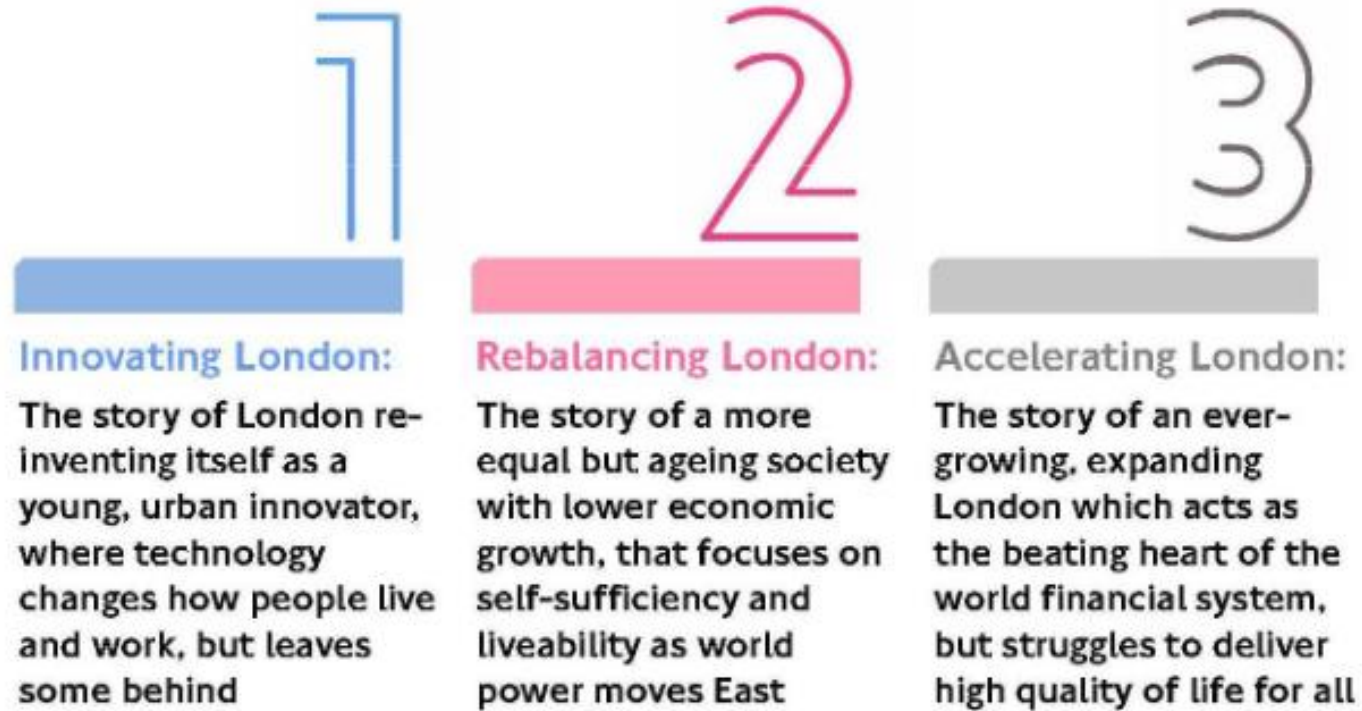 1
Innovating London:
The story of London re-
inventing itself as a
young, urban innovator,
where technology
changes how people live
and work, but leaves
some behind
2
Rebalancing London:
The story of a more
equal but ageing society
with lower economic
growth, that focuses on
self-sufficiency and
liveability as world
power moves East
3
Accelerating London:
The story of an ever-
growing, expanding
London which acts as
the beating heart of the
world financial system,
but struggles to deliver
high quality of life for all